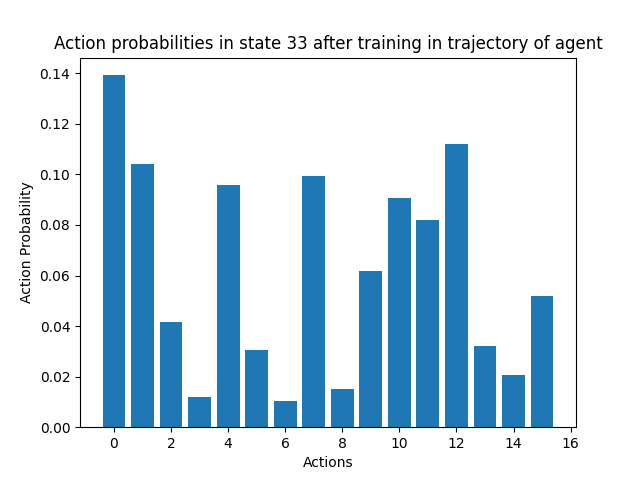 Action probabilities in state 33 after training in trajectory of agent
0.14
0.12
0.10
0.08
0.06
0.04
0.02
0.00
Action Probability
0 2 4 6 8 10 12 14 16
Actions